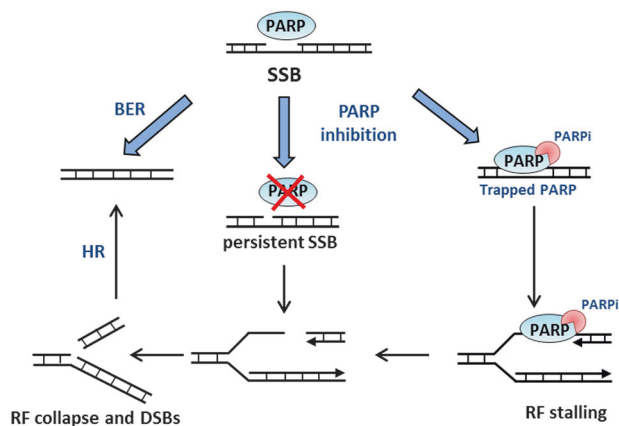 PARP
SSB
BER
PARP
inhibition
PARPi
PARP
Trapped PARP
PARP
persistent SSB
HR
PARPi
PARP
RF collapse and DSBs
RF stalling